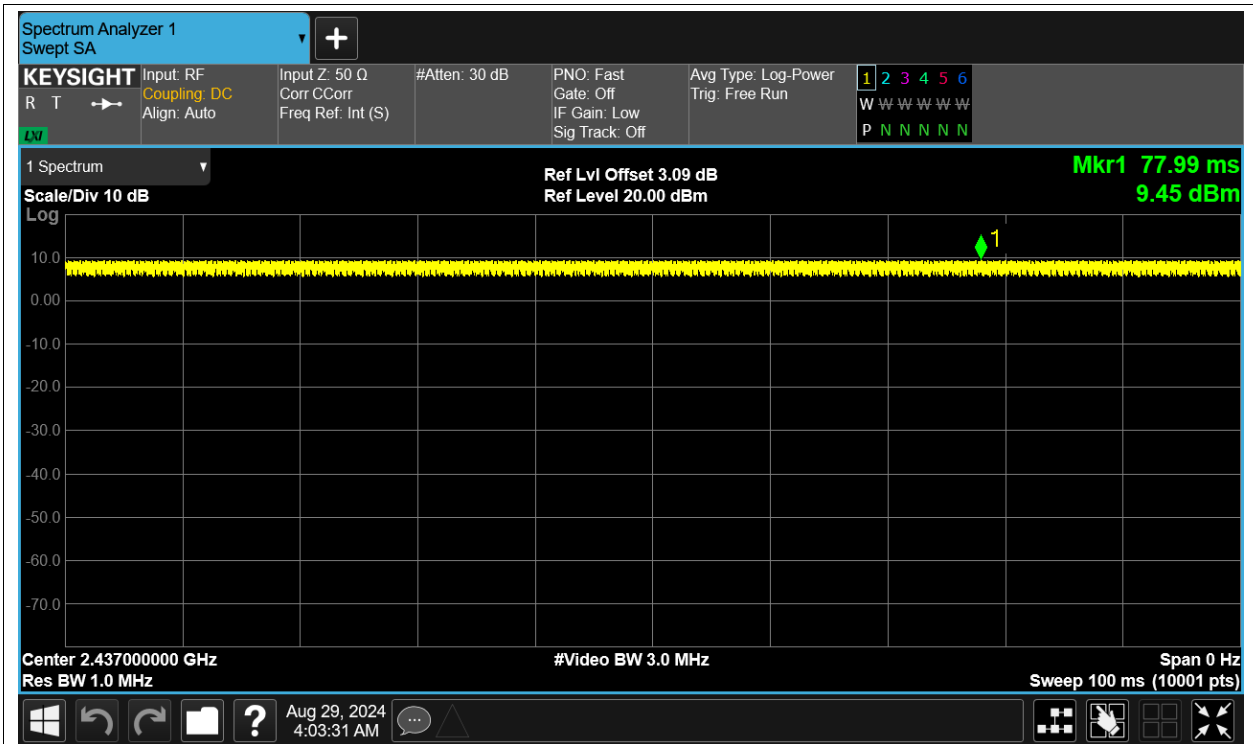 Spectrum Analyzer 1
Swept SA
KEYSIGHT
R T
LXI
Input: RF
Coupling: DC
Align: Auto
Input Z: 50 Ω
Corr CCorr
Freq Ref: Int (S)
#Atten: 30 dB
PNO: Fast
Gate: Off
IF Gain: Low
Sig Track: Off
Avg Type: Log-Power
Trig: Free Run
1 2 3 4 5 6
W W W W W W
P N N N N N
1 Spectrum
Scale/Div 10 dB
Ref Lvl Offset 3.09 dB
Ref Level 20.00 dBm
Mkr1 77.99 ms
9.45 dBm
Log
1
10.0
0.00
-10.0
-20.0
-30.0
-40.0
-50.0
-60.0
-70.0
Center 2.437000000 GHz
Res BW 1.0 MHz
#Video BW 3.0 MHz
Span 0 Hz
Sweep 100 ms (10001 pts)
?
Aug 29, 2024
4:03:31 AM